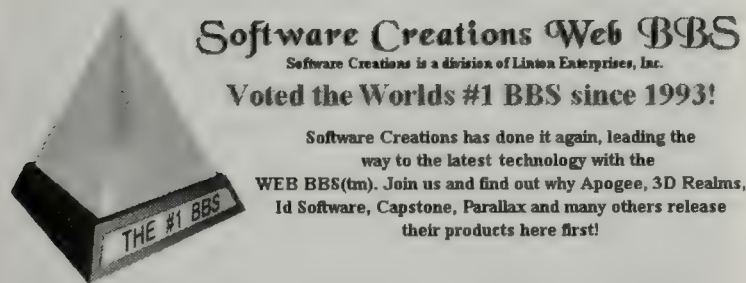 Software Creations Web BBS
Software Creations is a division of Linton Enterprises, Inc.
Voted the Worlds #1 BBS since 1993!
Software Creations has done it again, leading the
way to the latest technology with the
WEB BBS(tm). Join us and find out why Apogee, 3D Realms,
Id Software, Capstone, Parallax and many others release
their products here first!
THE #1 BBS